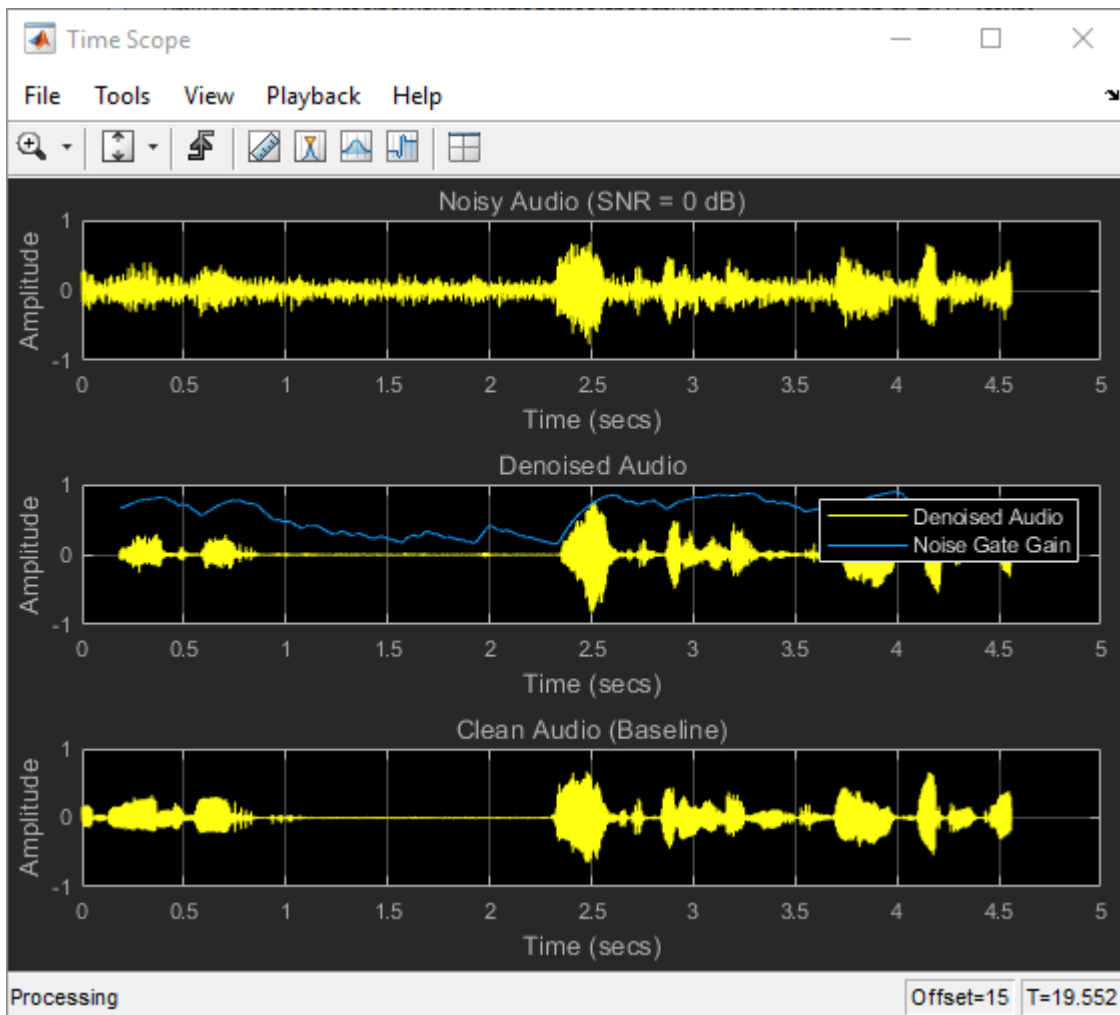 Time Scope
File Tools View Playback Help
Noisy Audio (SNR = 0 dB)
Amplitude
1
0
-1
0 0.5 1 1.5 2 2.5 3 3.5 4 4.5 5
Time (secs)
Denoised Audio
Amplitude
1
0
-1
Denoised Audio
Noise Gate Gain
0 0.5 1 1.5 2 2.5 3 3.5 4 4.5 5
Time (secs)
Clean Audio (Baseline)
Amplitude
1
0
-1
0 0.5 1 1.5 2 2.5 3 3.5 4 4.5 5
Time (secs)
Processing Offset=15 T=19.552